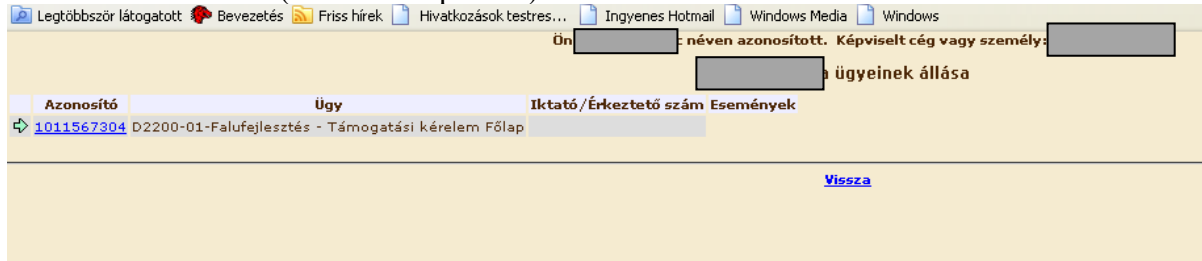 Legtöbbször látogatott Bevezetés Friss hírek Hivatkozások testres... Ingyenes Hotmail Windows Media Windows
Ön néven azonosított. Képviselt cég vagy személy:
ügyeinek állása
Azonosító Ügy Iktató/Érkeztető szám Események
1011567304 D2200-01-Falufejlesztés - Támogatási kérelem Főlap
Vissza